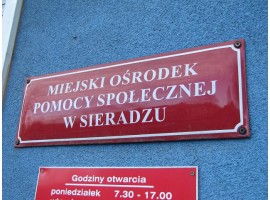 MIEJSKI OŚRODEK
POMOCY SPOŁECZNEJ
W SIERADZU
Godziny otwarcia
poniedziałek 7.30 - 17.00